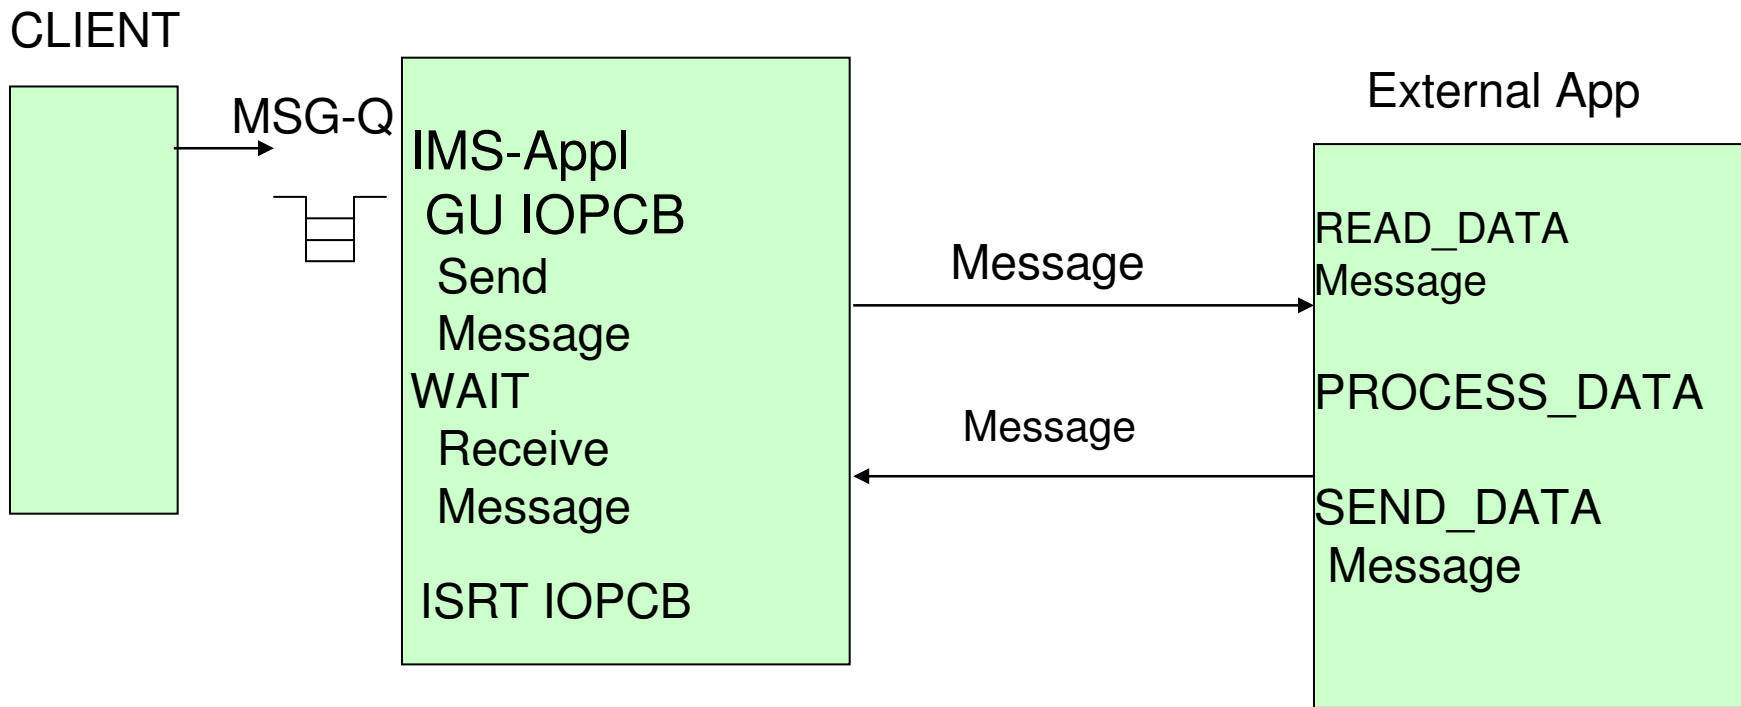 CLIENT
MSG-Q
IMS-Appl
GU IOPCB
Send
Message
WAIT
Receive
Message
ISRT IOPCB
Message
Message
External App
READ_DATA
Message
PROCESS_DATA
SEND_DATA
Message